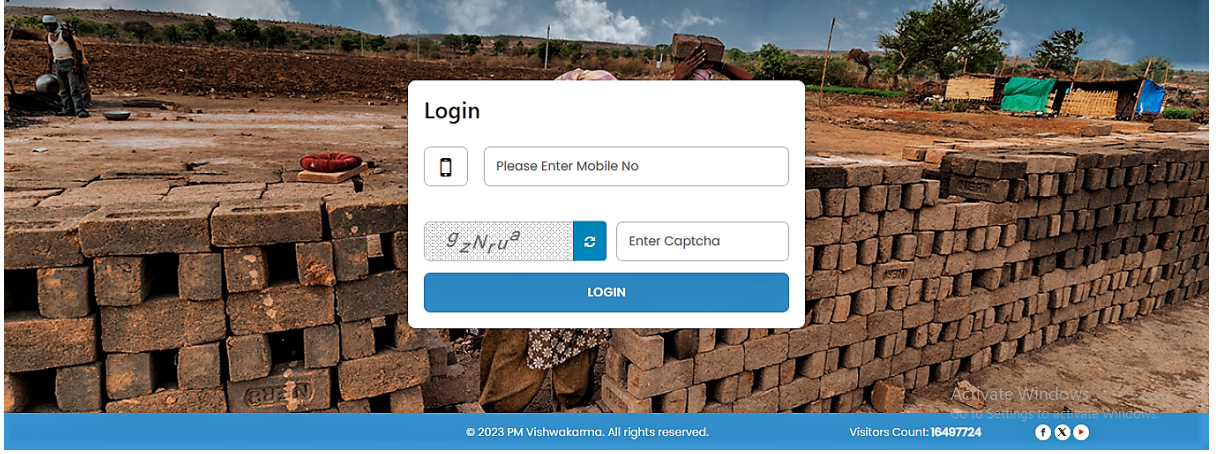 Login
Please Enter Mobile No
gzNrua
Enter Captcha
LOGIN
Activate Windows
Go to Settings to activate Windows.
© 2023 PM Vishwakarma. All rights reserved.
Visitors Count: 16497724